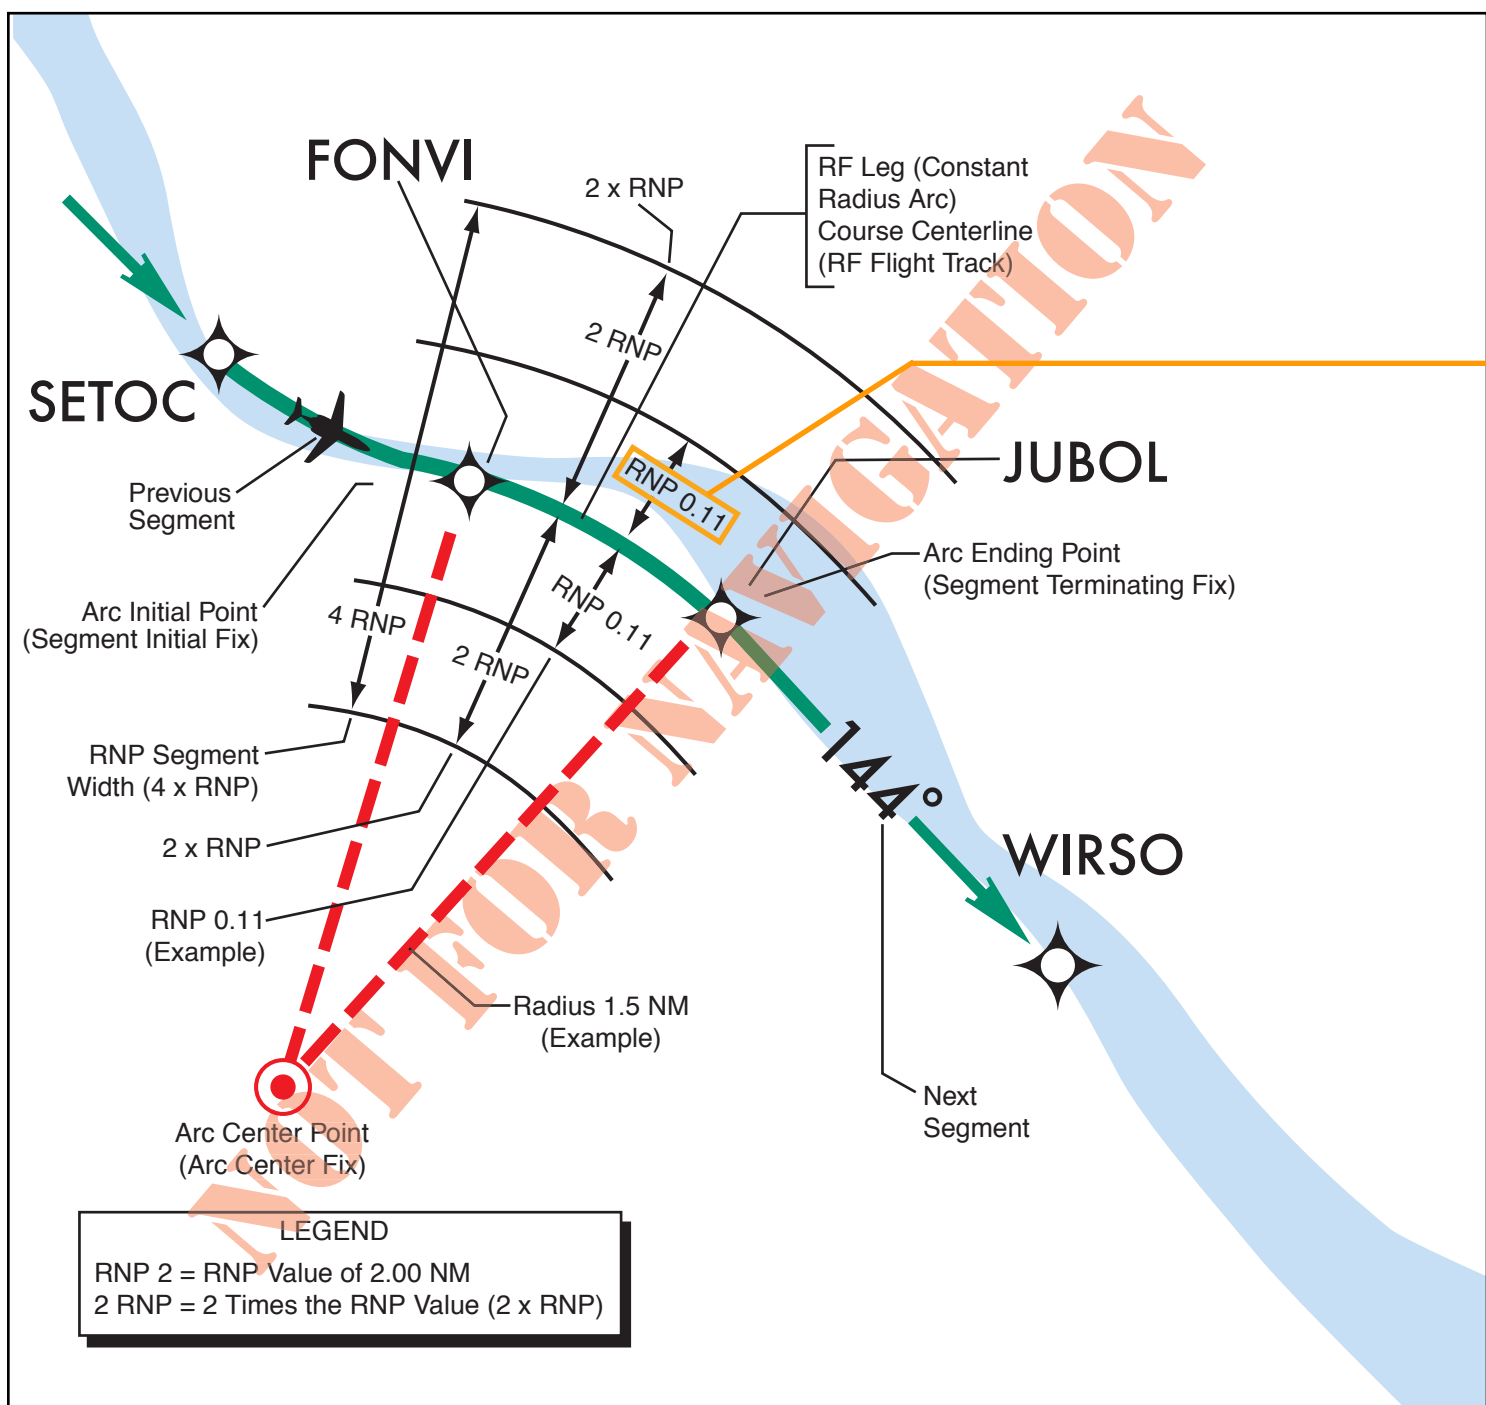 FONVI
2 x RNP
RF Leg (Constant
Radius Arc)
Course Centerline
(RF Flight Track)
2 RNP
SETOC
RNP 0.11
JUBOL
Previous
Segment
Arc Ending Point
(Segment Terminating Fix)
RNP 0.11
Arc Initial Point
(Segment Initial Fix)
4 RNP
2 RNP
144°
RNP Segment
Width (4 x RNP)
2 x RNP
WIRSO
RNP 0.11
(Example)
Radius 1.5 NM
(Example)
Next
Segment
Arc Center Point
(Arc Center Fix)
NOT FOR NAVIGATION
LEGEND
RNP 2 = RNP Value of 2.00 NM
2 RNP = 2 Times the RNP Value (2 x RNP)